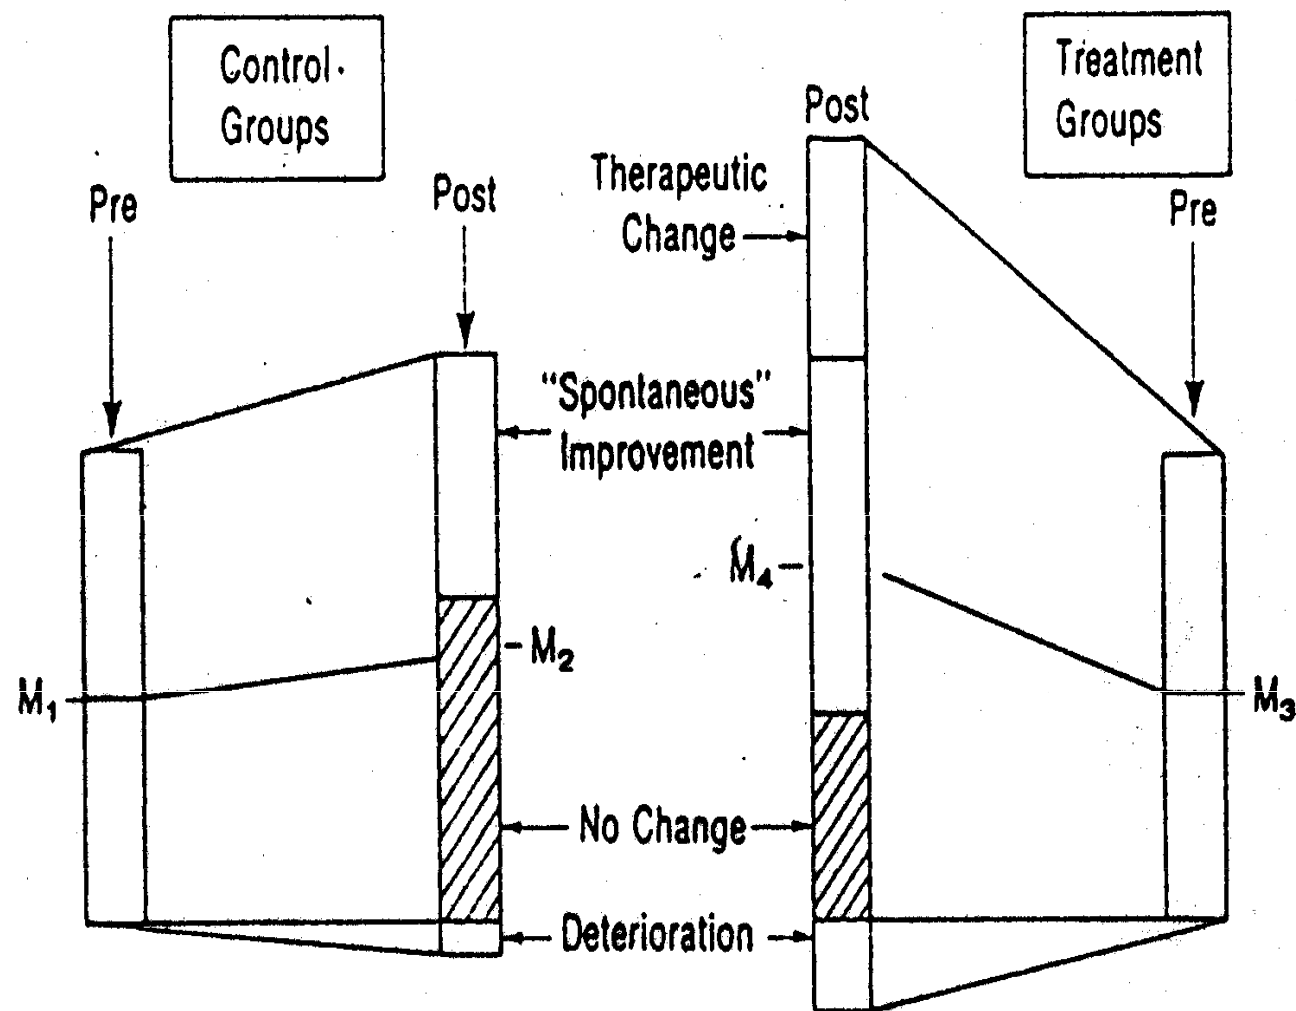 Control
Groups
Treatment
Groups
Pre
Post
Post
Pre
Therapeutic
Change
"Spontaneous"
Improvement
M₄
M₂
M₁
M₃
No Change
Deterioration